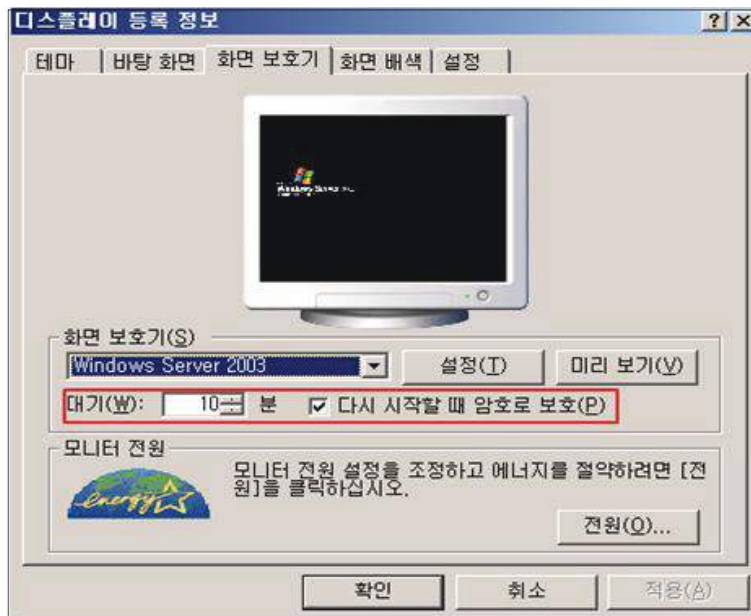 디스플레이 등록 정보
테마 바탕 화면 화면 보호기 화면 배색 설정
화면 보호기(S)
Windows Server 2003 설정(T) 미리 보기(V)
대기(W): 10 분 다시 시작할 때 암호로 보호(P)
모니터 전원
energy
모니터 전원 설정을 조정하고 에너지를 절약하려면 [전
원]을 클릭하십시오.
전원(O)...
확인 취소 적용(A)